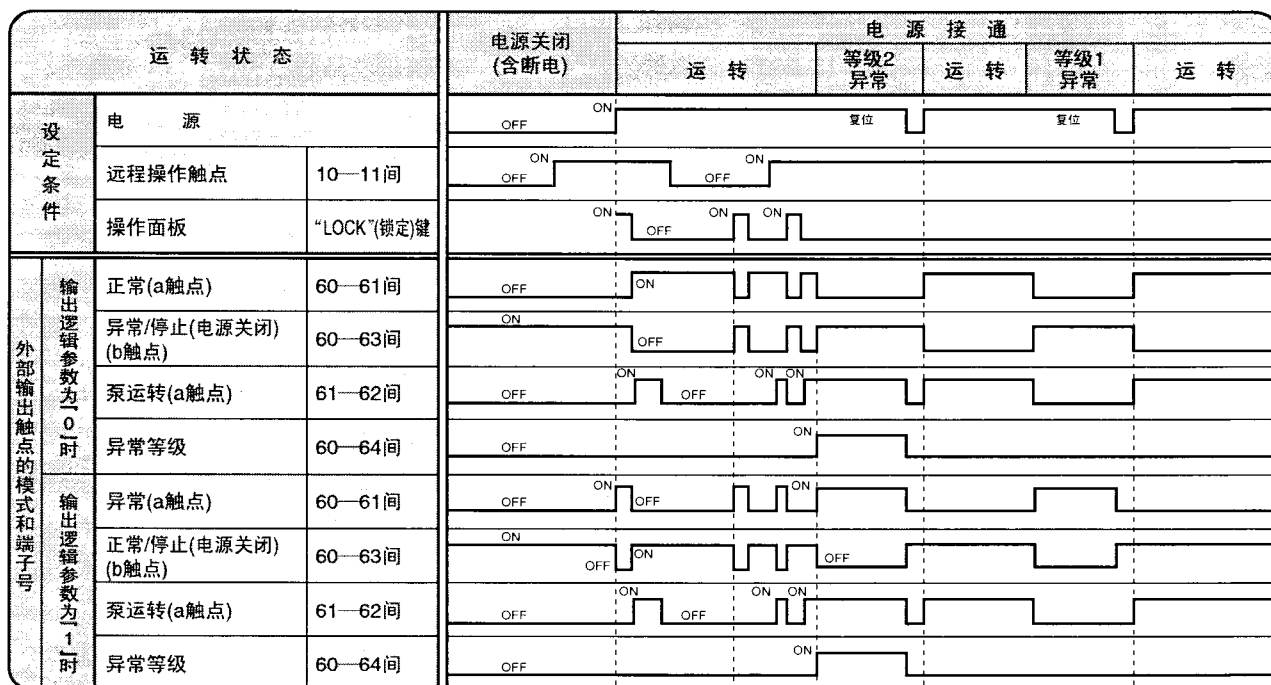 运转状态
电源关闭
(含断电)
电源接通
运转
等级2
异常
运转
等级1
异常
运转
设定条件
电源
OFF
ON
复位
复位
远程操作触点
10—11间
OFF
ON
OFF
ON
操作面板
“LOCK”(锁定)键
ON
OFF
ON
ON
外部输出触点的模式和端子号
输出逻辑参数为「0」时
正常(a触点)
60—61间
OFF
ON
异常/停止(电源关闭)
(b触点)
60—63间
ON
OFF
泵运转(a触点)
61—62间
OFF
ON
OFF
ON
ON
异常等级
60—64间
OFF
ON
输出逻辑参数为「1」时
异常(a触点)
60—61间
OFF
ON
OFF
ON
正常/停止(电源关闭)
(b触点)
60—63间
ON
OFF
ON
OFF
泵运转(a触点)
61—62间
OFF
ON
OFF
ON
ON
异常等级
60—64间
OFF
ON